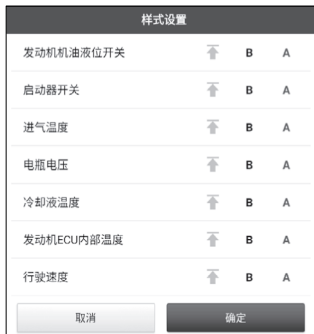 样式设置
发动机机油液位开关 B A
启动器开关 B A
进气温度 B A
电瓶电压 B A
冷却液温度 B A
发动机ECU内部温度 B A
行驶速度 B A
取消 确定